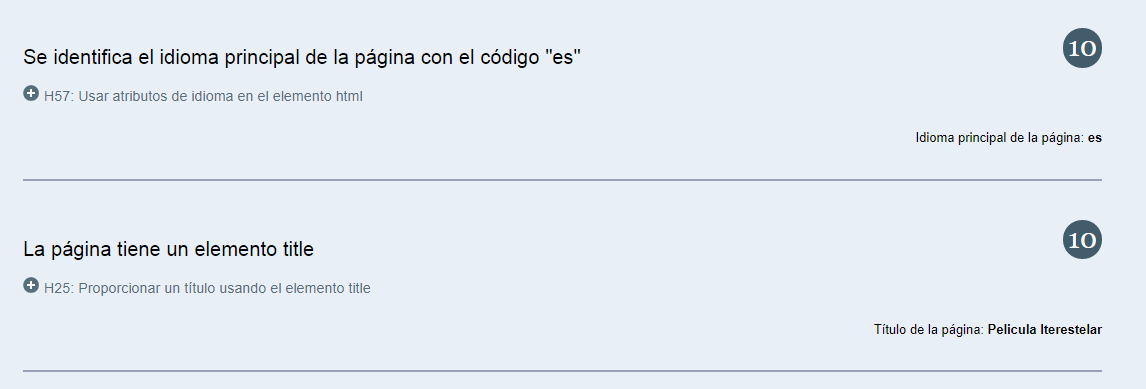 Se identifica el idioma principal de la página con el código "es"
10
H57: Usar atributos de idioma en el elemento html
Idioma principal de la página: es
La página tiene un elemento title
10
H25: Proporcionar un título usando el elemento title
Título de la página: Pelicula Iterestelar